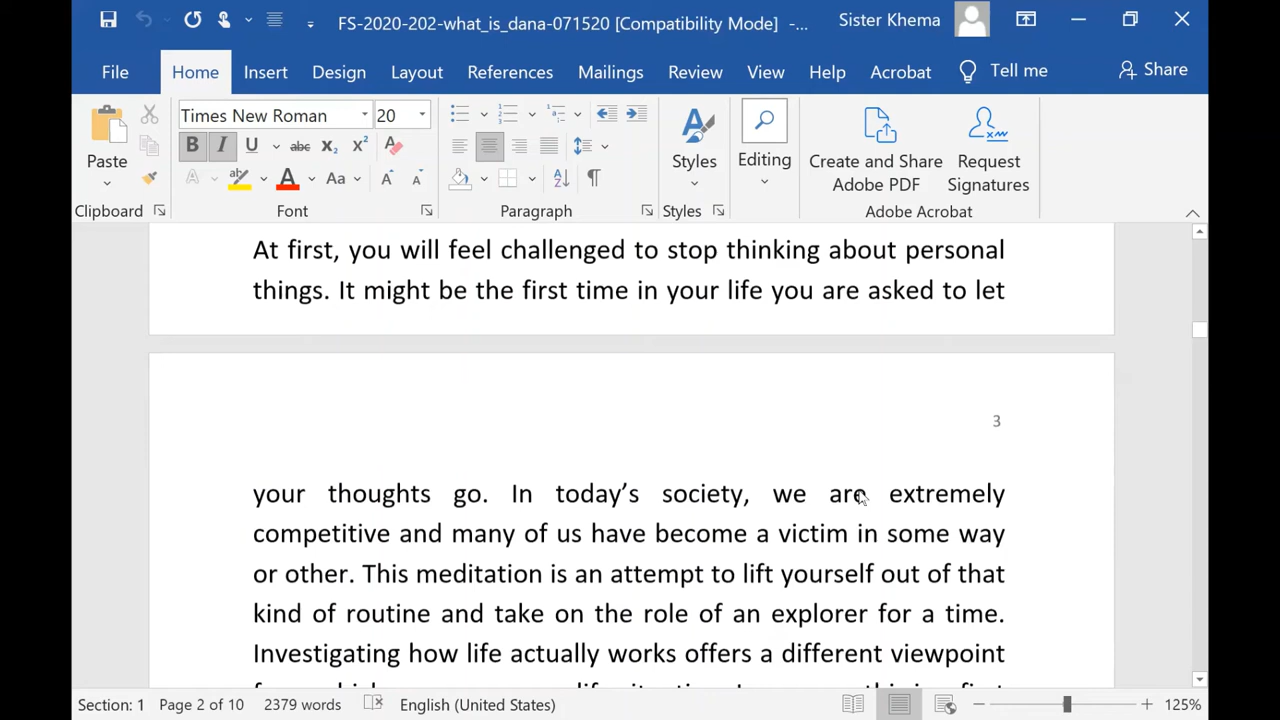 FS-2020-202-what_is_dana-071520 [Compatibility Mode] -...
Sister Khema
File Home Insert Design Layout References Mailings Review View Help Acrobat Tell me Share
Times New Roman 20
B I U abc X₂ X²
Aa A A
Paste
Styles
Editing
Create and Share
Adobe PDF
Request
Signatures
Clipboard Font Paragraph Styles Adobe Acrobat
At first, you will feel challenged to stop thinking about personal
things. It might be the first time in your life you are asked to let
3
your thoughts go. In today’s society, we are extremely
competitive and many of us have become a victim in some way
or other. This meditation is an attempt to lift yourself out of that
kind of routine and take on the role of an explorer for a time.
Investigating how life actually works offers a different viewpoint
Section: 1 Page 2 of 10 2379 words English (United States) 125%